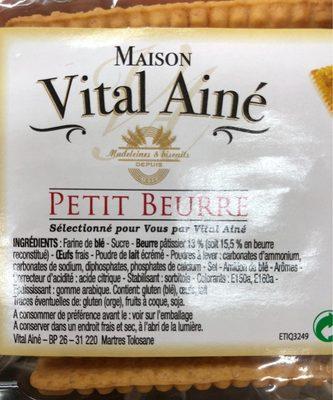 MAISON
Vital Ainé
Madeleines & biscuits
DEPUIS
PETIT BEURRE
Sélectionné pour Vous par Vital Ainé
INGRÉDIENTS : Farine de blé - Sucre - Beurre pâtissier 13 % (soit 15,5 % en beurre
reconstitué) - Œufs frais - Poudre de lait écrémé - Poudres à lever : carbonates d'ammonium,
carbonates de sodium, diphosphates, phosphates de calcium - Sel - Amidon de blé - Arômes -
Correcteur d'acidité : acide citrique - Stabilisant : sorbitols - Colorants : E150a, E160a -
Épaississant : gomme arabique. Contient: gluten (blé), œufs, lait
Traces éventuelles de: gluten (orge), fruits à coque, soja.
A consommer de préférence avant le : voir sur l'emballage
A conserver dans un endroit frais et sec, à l'abri de la lumière.
Vital Ainé – BP 26 – 31 220 Martres Tolosane
ETIQ3249